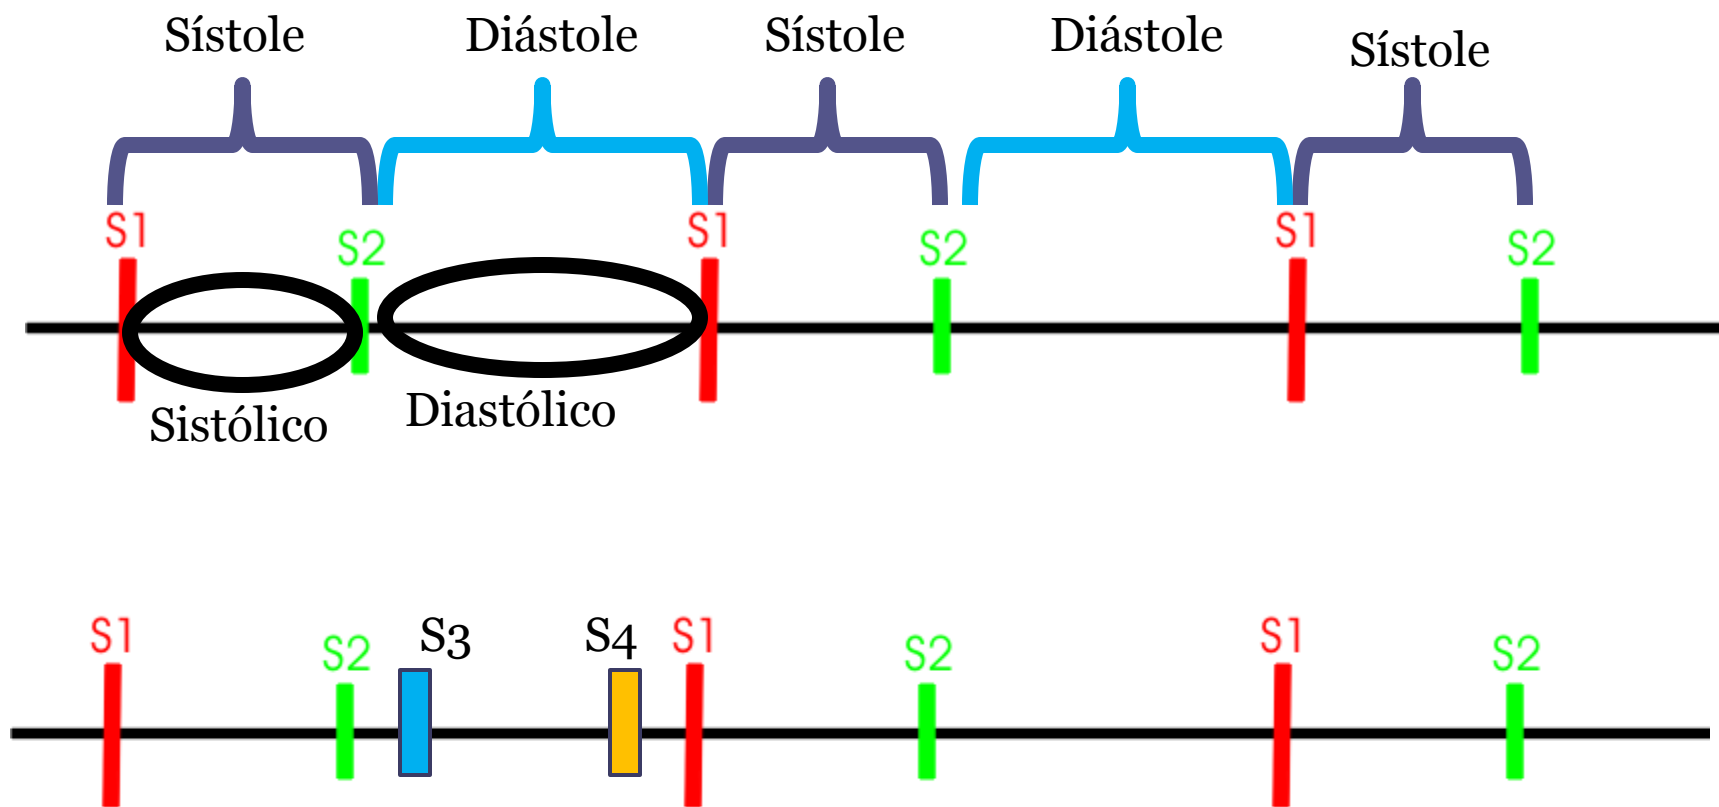 Sístole Diástole Sístole Diástole Sístole
S1 S2 S1 S2 S1 S2
Sistólico Diastólico
S1 S2 S3 S4 S1 S2 S1 S2